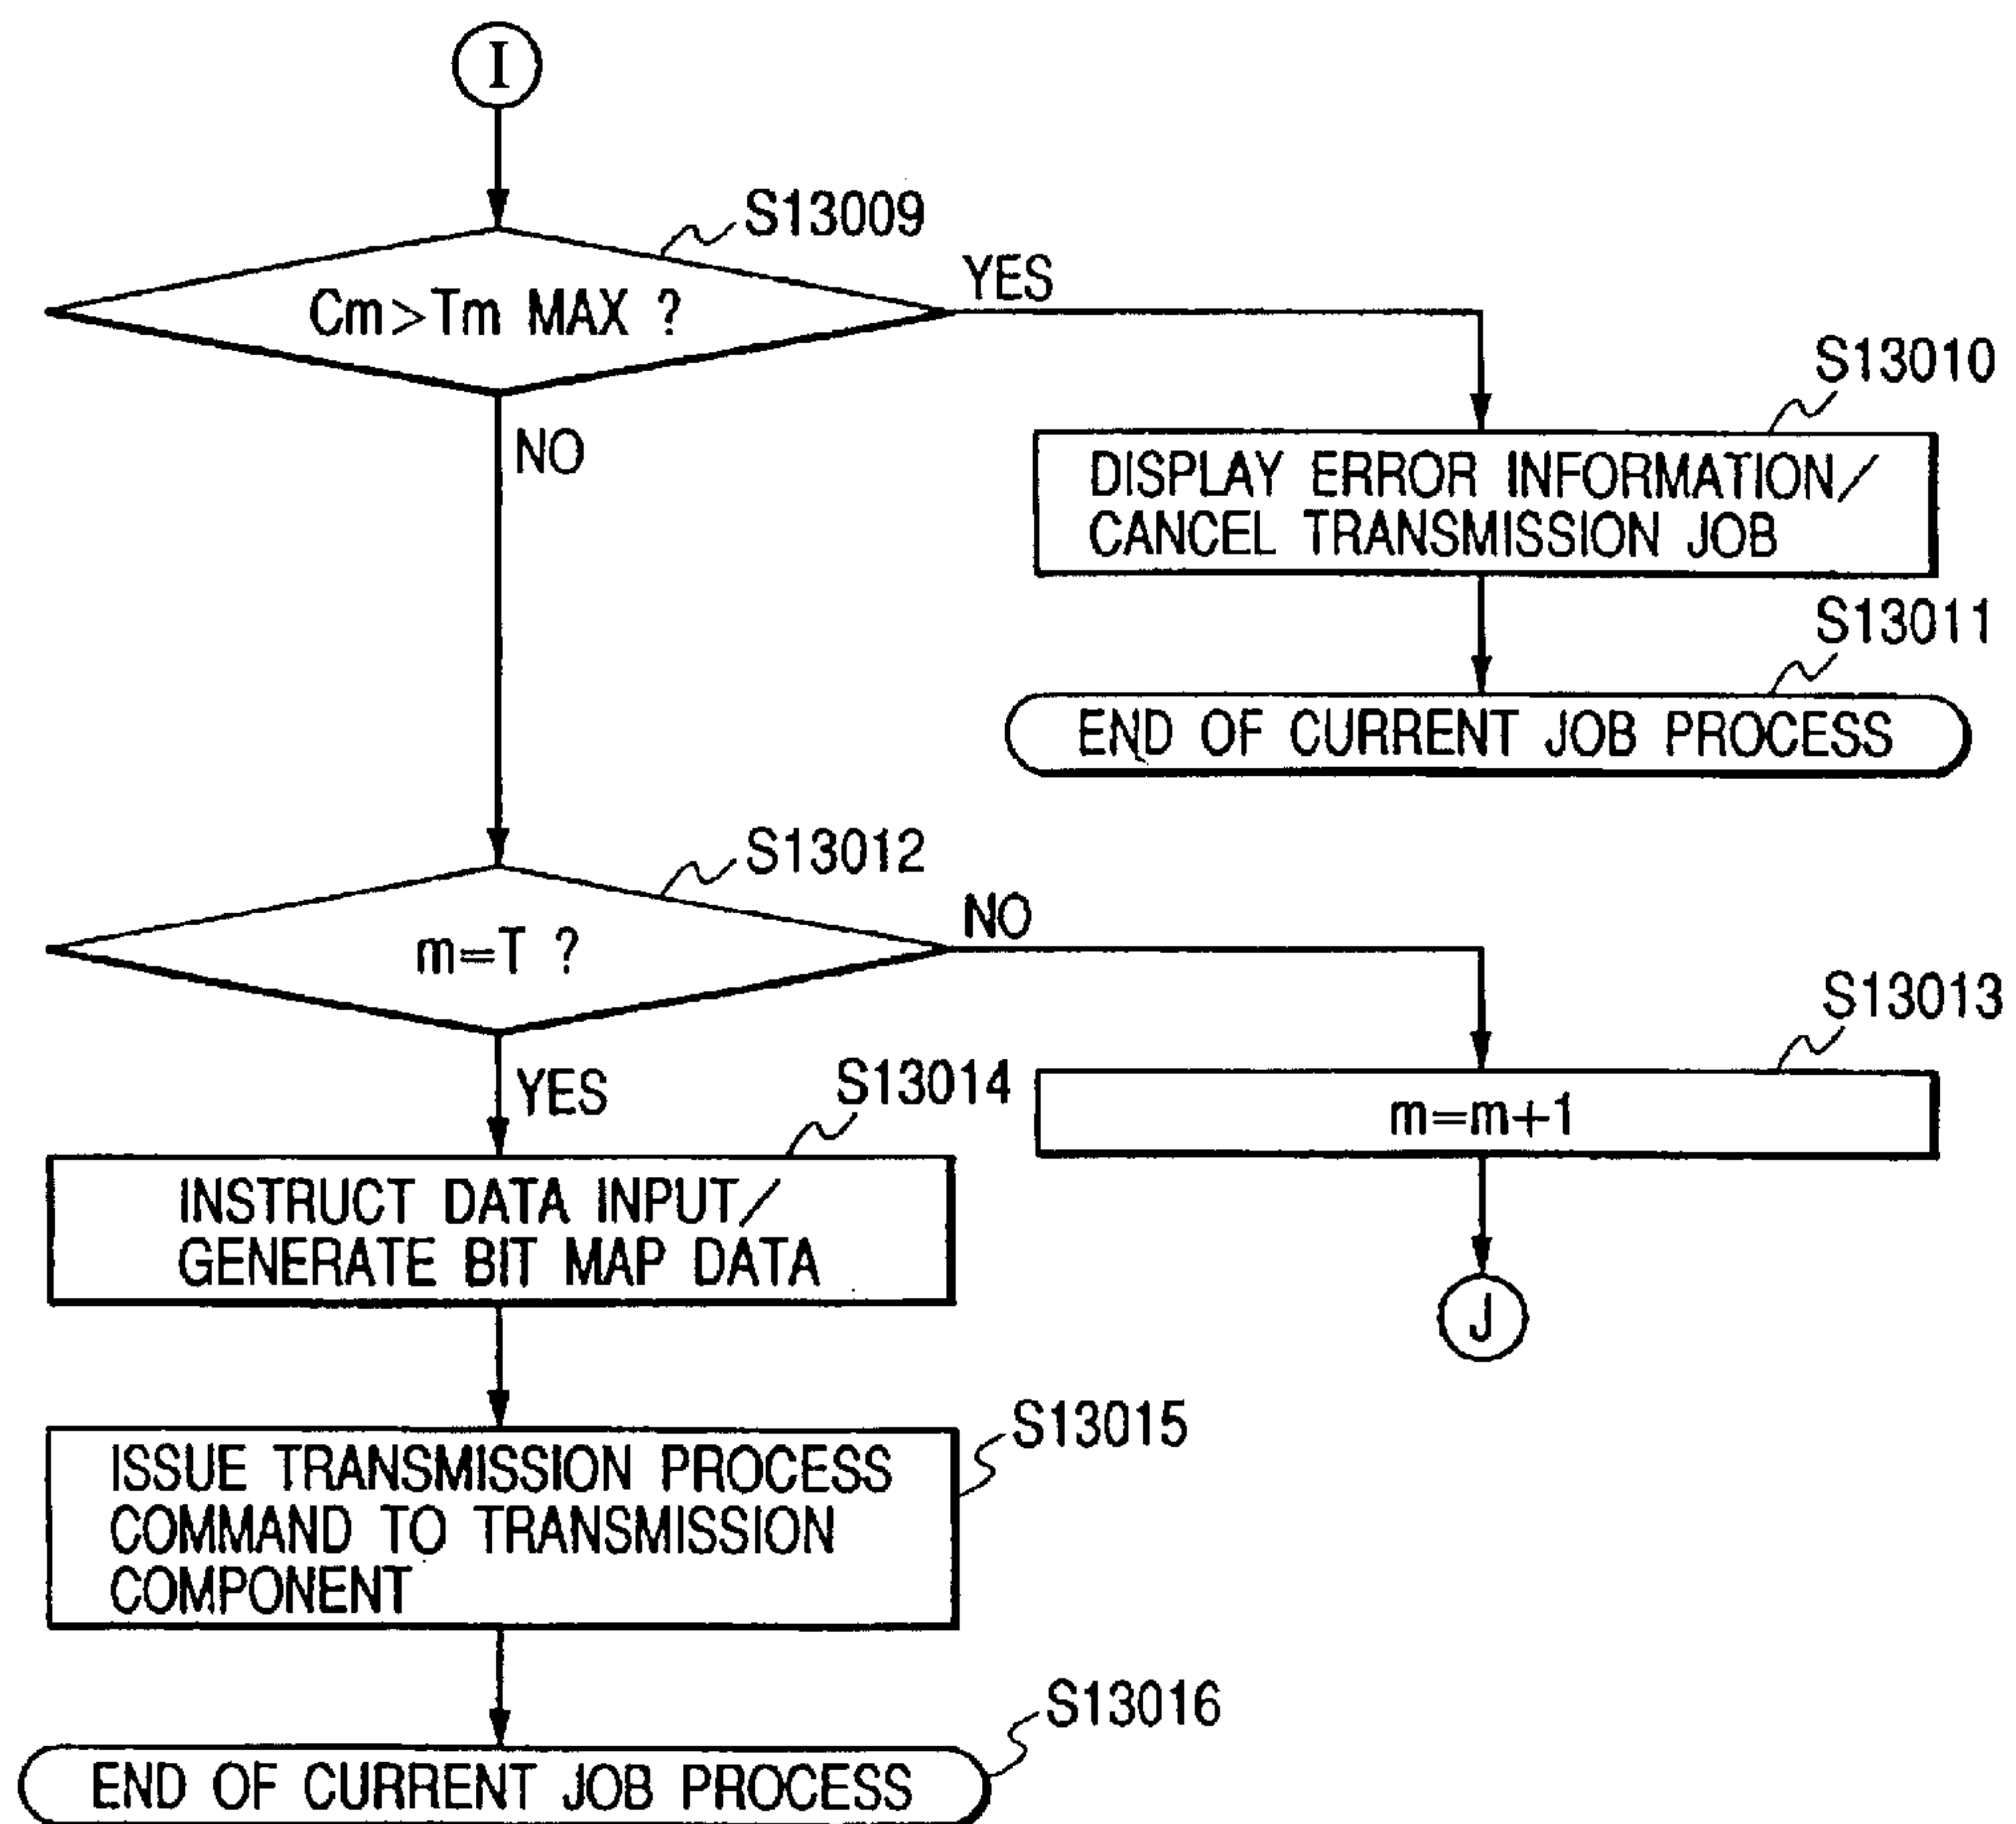 I
S13009
Cm>Tm MAX ?
YES
NO
S13010
DISPLAY ERROR INFORMATION/
CANCEL TRANSMISSION JOB
S13011
END OF CURRENT JOB PROCESS
S13012
m=T ?
NO
YES
S13013
m=m+1
J
S13014
INSTRUCT DATA INPUT/
GENERATE BIT MAP DATA
S13015
ISSUE TRANSMISSION PROCESS
COMMAND TO TRANSMISSION
COMPONENT
S13016
END OF CURRENT JOB PROCESS